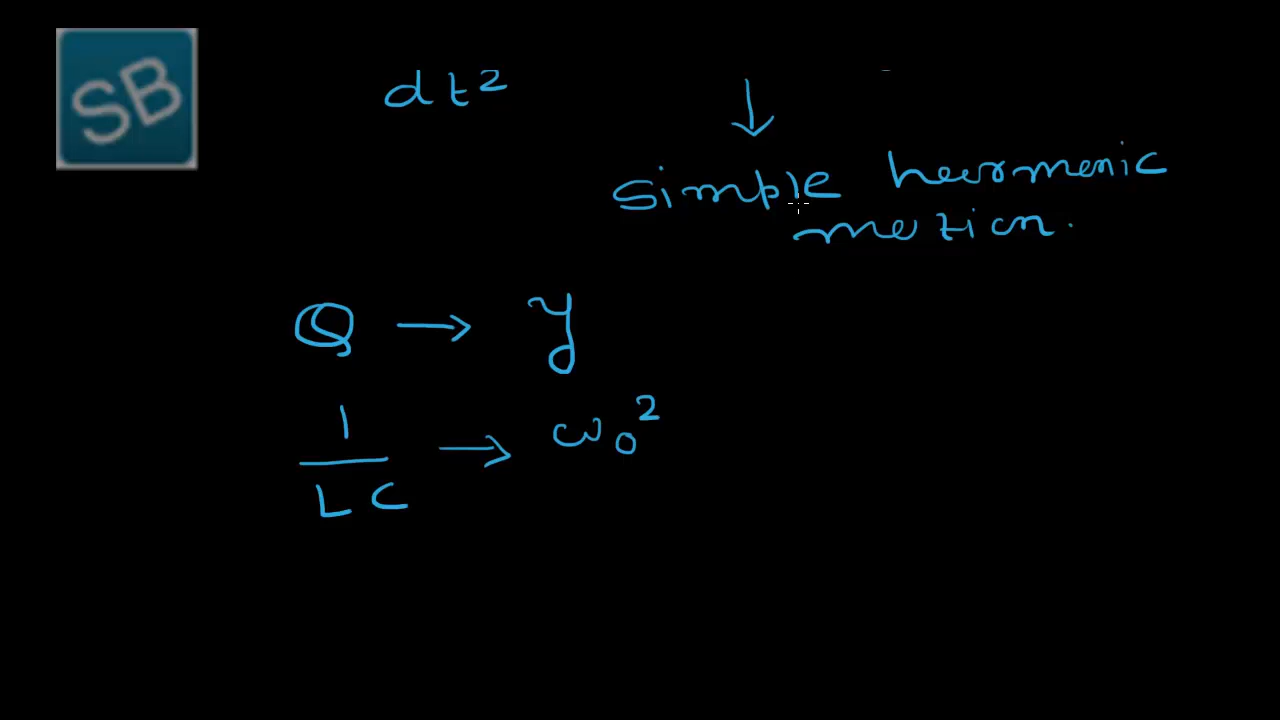 SB
dt²
↓
Simple harmonic
motion.
Q → y
1/LC → ω₀²